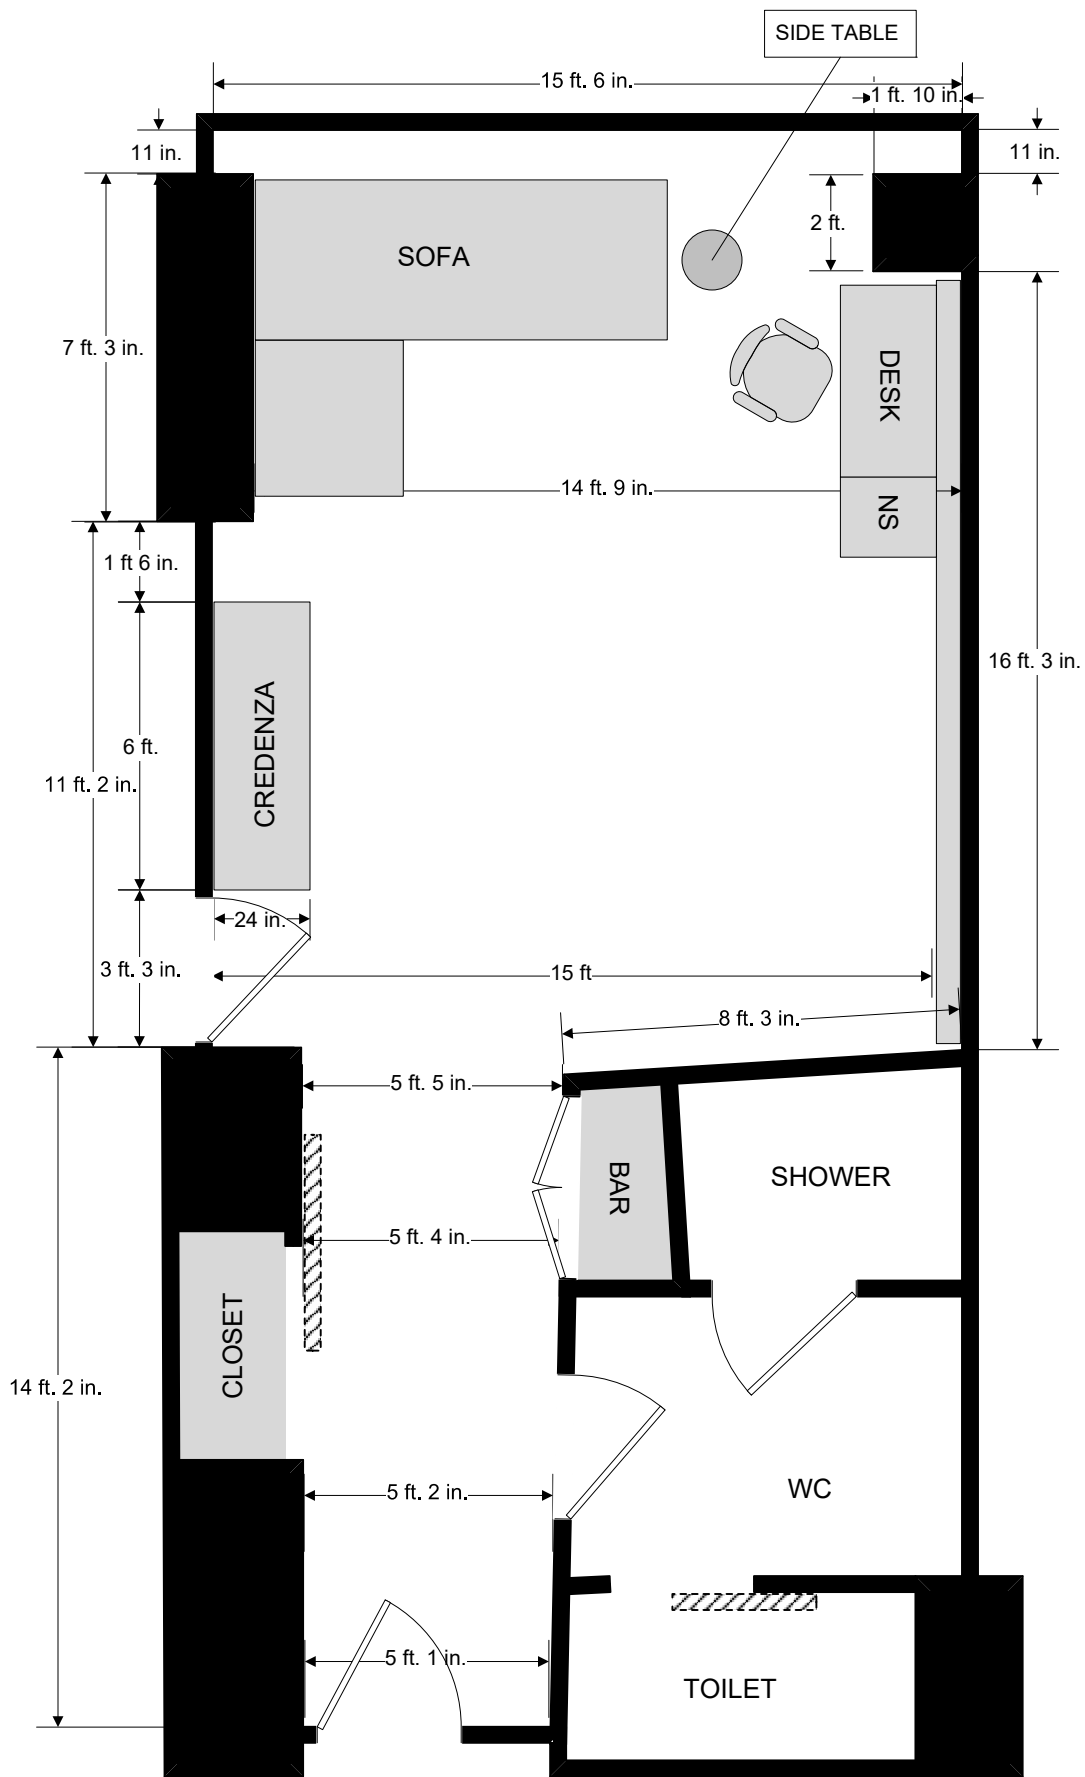 SIDE TABLE
15 ft. 6 in.
1 ft. 10 in.
11 in.
11 in.
2 ft.
SOFA
7 ft. 3 in.
DESK
14 ft. 9 in.
NS
1 ft 6 in.
16 ft. 3 in.
CREDENZA
6 ft.
11 ft. 2 in.
24 in.
3 ft. 3 in.
15 ft
8 ft. 3 in.
5 ft. 5 in.
BAR
SHOWER
5 ft. 4 in.
CLOSET
14 ft. 2 in.
5 ft. 2 in.
WC
5 ft. 1 in.
TOILET